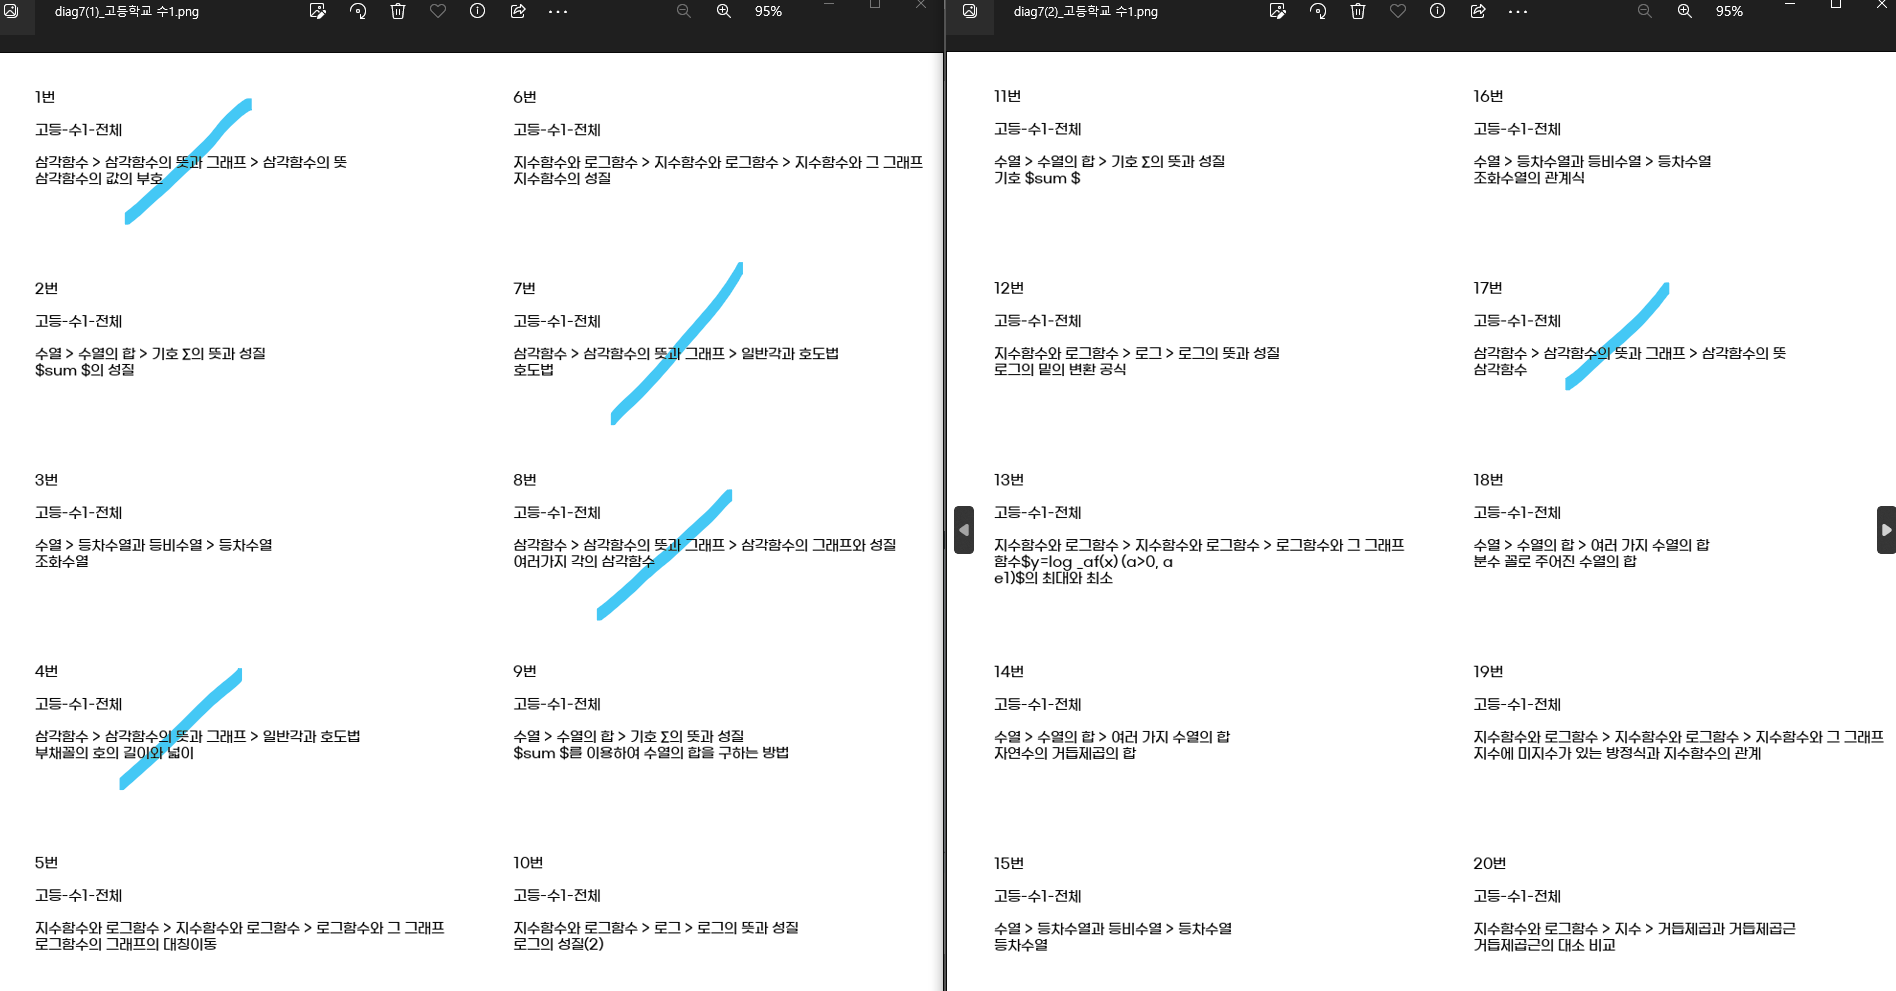 diag7(1)_고등학교 수1.png
95%
1번
고등-수1-전체
삼각함수 > 삼각함수의 뜻과 그래프 > 삼각함수의 뜻
삼각함수의 값의 부호
2번
고등-수1-전체
수열 > 수열의 합 > 기호 Σ의 뜻과 성질
$sum $의 성질
3번
고등-수1-전체
수열 > 등차수열과 등비수열 > 등차수열
조화수열
4번
고등-수1-전체
삼각함수 > 삼각함수의 뜻과 그래프 > 일반각과 호도법
부채꼴의 호의 길이와 넓이
5번
고등-수1-전체
지수함수와 로그함수 > 지수함수와 로그함수 > 로그함수와 그 그래프
로그함수의 그래프의 대칭이동
6번
고등-수1-전체
지수함수와 로그함수 > 지수함수와 로그함수 > 지수함수와 그 그래프
지수함수의 성질
7번
고등-수1-전체
삼각함수 > 삼각함수의 뜻과 그래프 > 일반각과 호도법
호도법
8번
고등-수1-전체
삼각함수 > 삼각함수의 뜻과 그래프 > 삼각함수의 그래프와 성질
여러가지 각의 삼각함수
9번
고등-수1-전체
수열 > 수열의 합 > 기호 Σ의 뜻과 성질
$sum $를 이용하여 수열의 합을 구하는 방법
10번
고등-수1-전체
지수함수와 로그함수 > 로그 > 로그의 뜻과 성질
로그의 성질(2)
diag7(2)_고등학교 수1.png
95%
11번
고등-수1-전체
수열 > 수열의 합 > 기호 Σ의 뜻과 성질
기호 $sum $
12번
고등-수1-전체
지수함수와 로그함수 > 로그 > 로그의 뜻과 성질
로그의 밑의 변환 공식
13번
고등-수1-전체
지수함수와 로그함수 > 지수함수와 로그함수 > 로그함수와 그 그래프
함수$y=log _af(x) (a>0, a
e1)$의 최대와 최소
14번
고등-수1-전체
수열 > 수열의 합 > 여러 가지 수열의 합
자연수의 거듭제곱의 합
15번
고등-수1-전체
수열 > 등차수열과 등비수열 > 등차수열
등차수열
16번
고등-수1-전체
수열 > 등차수열과 등비수열 > 등차수열
조화수열의 관계식
17번
고등-수1-전체
삼각함수 > 삼각함수의 뜻과 그래프 > 삼각함수의 뜻
삼각함수
18번
고등-수1-전체
수열 > 수열의 합 > 여러 가지 수열의 합
분수 꼴로 주어진 수열의 합
19번
고등-수1-전체
지수함수와 로그함수 > 지수함수와 로그함수 > 지수함수와 그 그래프
지수에 미지수가 있는 방정식과 지수함수의 관계
20번
고등-수1-전체
지수함수와 로그함수 > 지수 > 거듭제곱과 거듭제곱근
거듭제곱근의 대소 비교